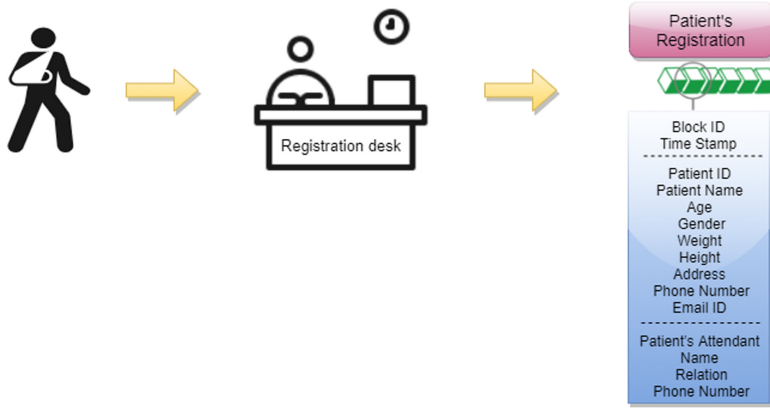 Registration desk
Patient's
Registration
Block ID
Time Stamp
Patient ID
Patient Name
Age
Gender
Weight
Height
Address
Phone Number
Email ID
Patient's Attendant
Name
Relation
Phone Number